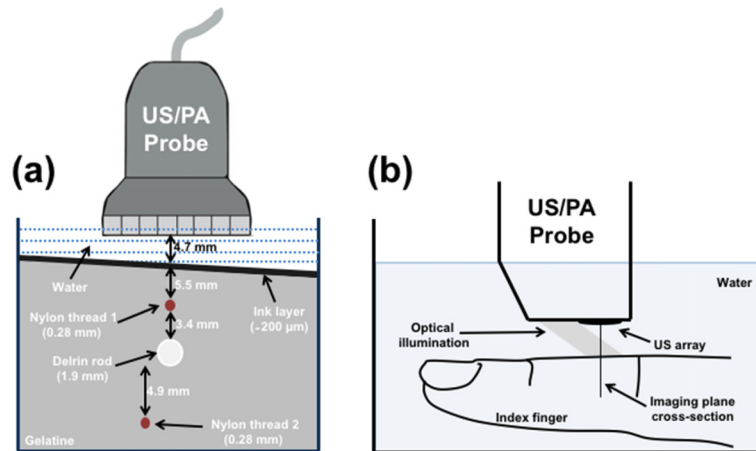 (a)
US/PA
Probe
4.7 mm
Water
5.5 mm
Ink layer
(~200 µm)
Nylon thread 1
(0.28 mm)
3.4 mm
Delrin rod
(1.9 mm)
4.9 mm
Nylon thread 2
(0.28 mm)
Gelatine
(b)
US/PA
Probe
Water
Optical
illumination
US array
Imaging plane
cross-section
Index finger